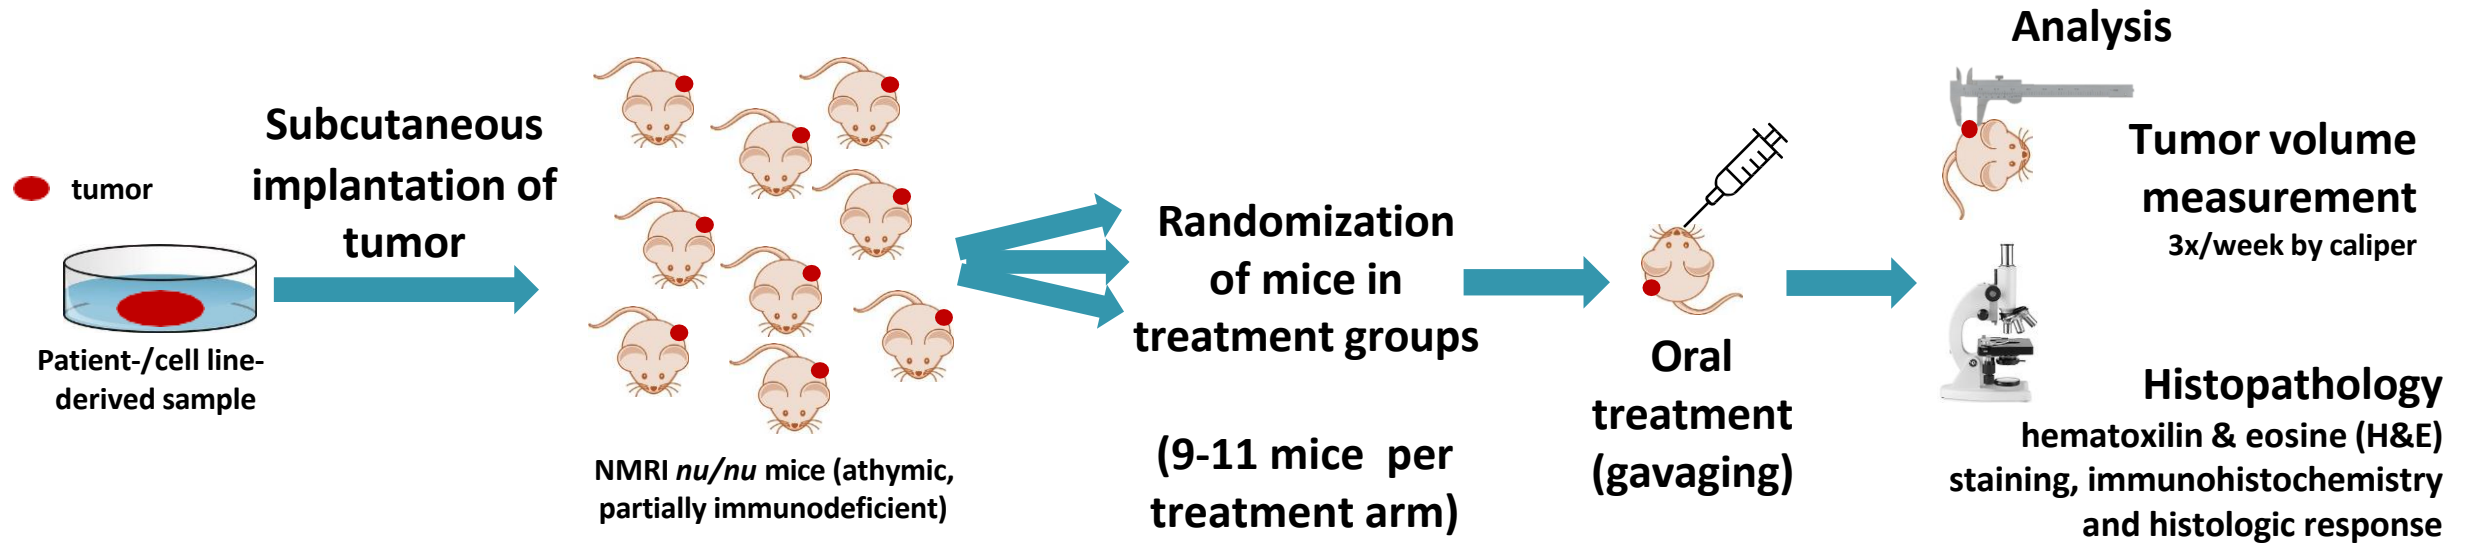 tumor
Patient-/cell line-
derived sample
Subcutaneous
implantation of
tumor
NMRI nu/nu mice (athymic,
partially immunodeficient)
Randomization
of mice in
treatment groups
(9-11 mice per
treatment arm)
Oral
treatment
(gavaging)
Analysis
Tumor volume
measurement
3x/week by caliper
Histopathology
hematoxilin & eosine (H&E)
staining, immunohistochemistry
and histologic response